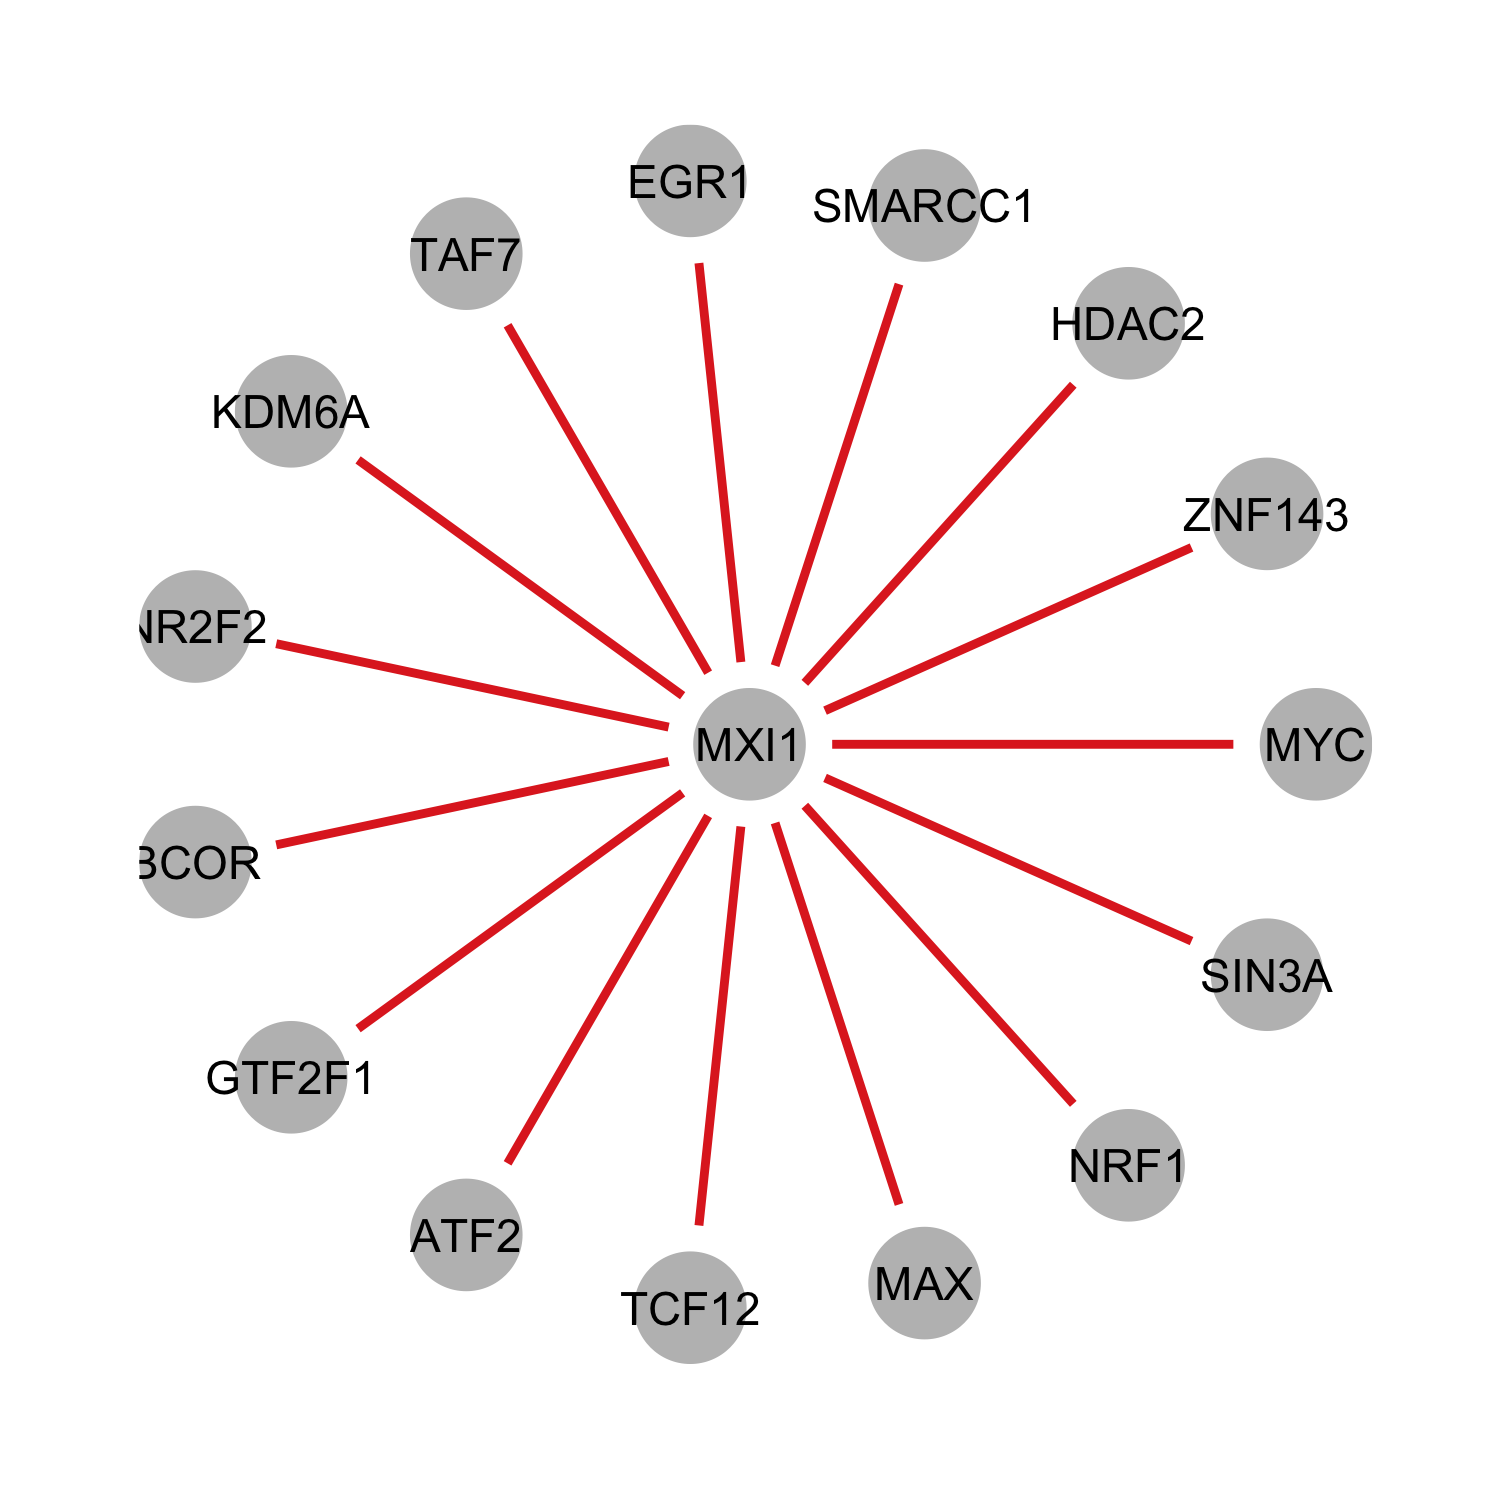 EGR1
SMARCC1
TAF7
HDAC2
KDM6A
ZNF143
NR2F2
MXI1
MYC
BCOR
SIN3A
GTF2F1
NRF1
ATF2
MAX
TCF12